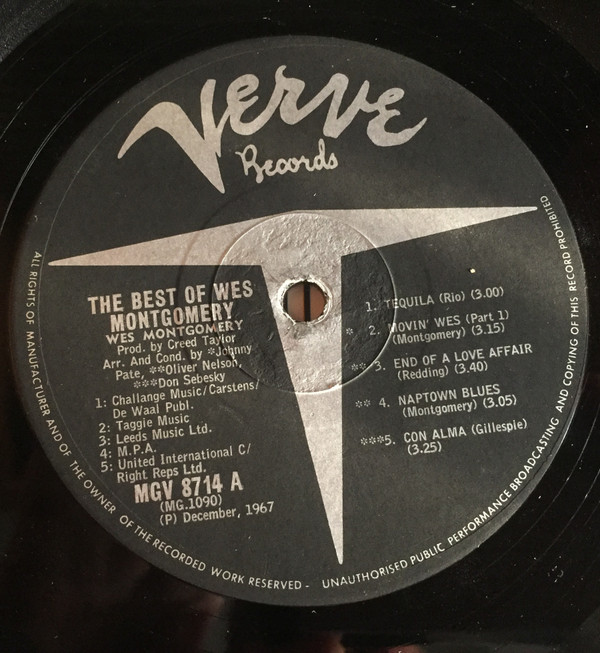 Verve
Records
THE BEST OF WES
MONTGOMERY
WES MONTGOMERY
Prod. by Creed Taylor
Arr. And Cond. by *Johnny
Pate, **Oliver Nelson,
***Don Sebesky
1: Challange Music/Carstens/
De Waal Publ.
2: Taggie Music
3: Leeds Music Ltd.
4: M.P.A.
5: United International C/
Right Reps Ltd.
MGV 8714 A
(MG.1090)
(P) December, 1967
1. TEQUILA (Rio) (3.00)
* 2. MOVIN' WES (Part 1)
(Montgomery) (3.15)
** 3. END OF A LOVE AFFAIR
(Redding) (3.40)
** 4. NAPTOWN BLUES
(Montgomery) (3.05)
***5. CON ALMA (Gillespie)
(3.25)
ALL RIGHTS OF MANUFACTURER AND OF THE OWNER OF THE RECORDED WORK RESERVED - UNAUTHORISED PUBLIC PERFORMANCE BROADCASTING AND COPYING OF THIS RECORD PROHIBITED